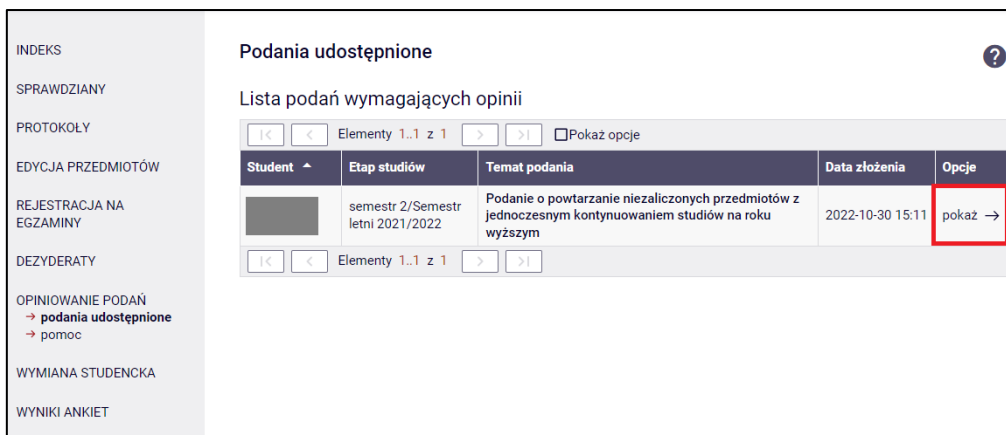 INDEKS
SPRAWDZIANY
PROTOKOŁY
EDYCJA PRZEDMIOTÓW
REJESTRACJA NA
EGZAMINY
DEZYDERATY
OPINIOWANIE PODAŃ
→ podania udostępnione
→ pomoc
WYMIANA STUDENCKA
WYNIKI ANKIET
Podania udostępnione
?
Lista podań wymagających opinii
|< < Elementy 1..1 z 1 > >| Pokaż opcje
Student Etap studiów Temat podania Data złożenia Opcje
semestr 2/Semestr
letni 2021/2022
Podanie o powtarzanie niezaliczonych przedmiotów z
jednoczesnym kontynuowaniem studiów na roku
wyższym
2022-10-30 15:11
pokaż →
|< < Elementy 1..1 z 1 > >|